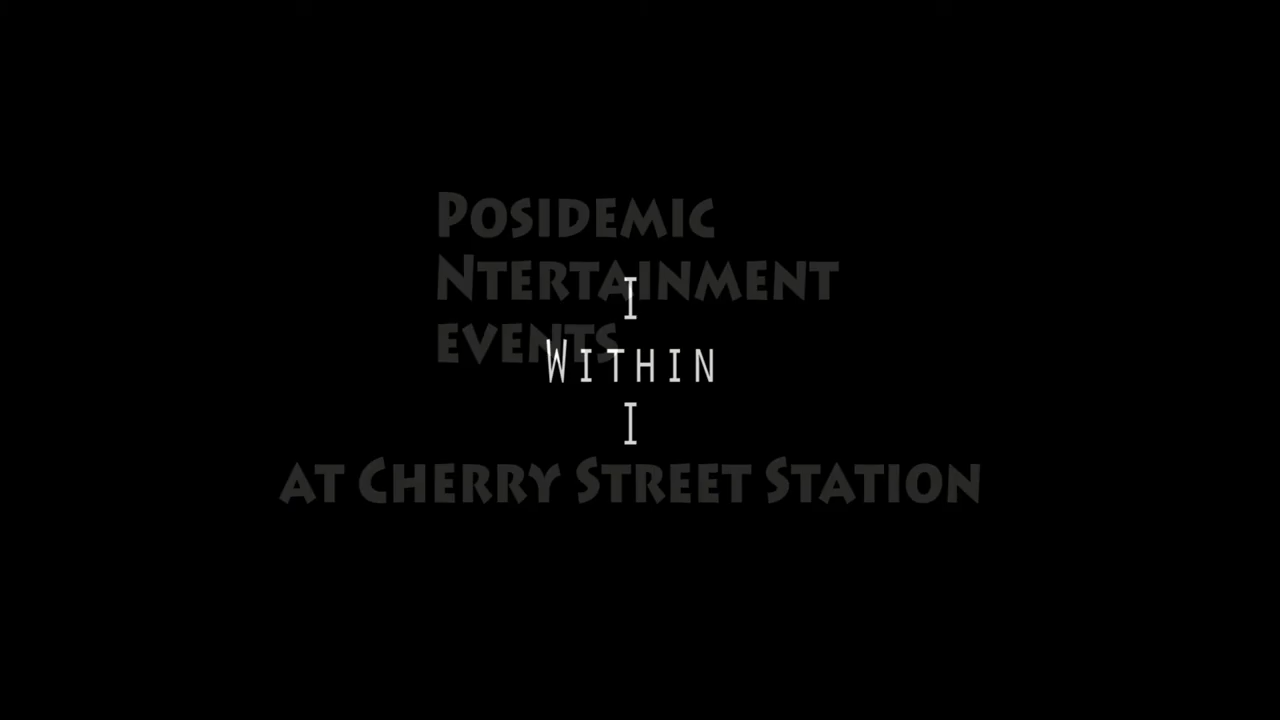 Posidemic
Ntertainment
events
I
Within
I
at Cherry Street Station